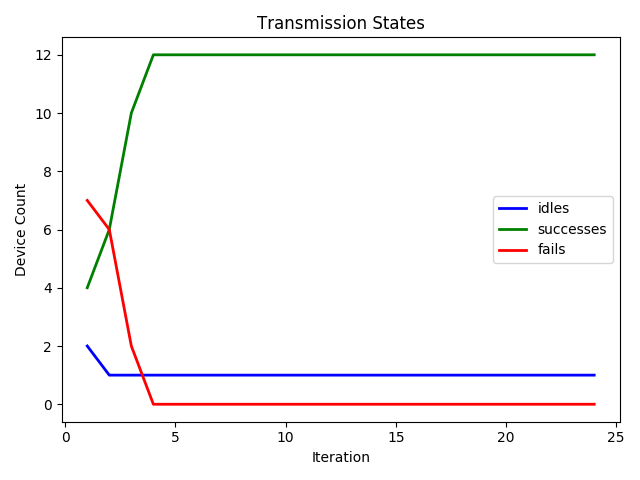 Transmission States
Device Count
12
10
8
6
4
2
0
idles
successes
fails
0 5 10 15 20 25
Iteration